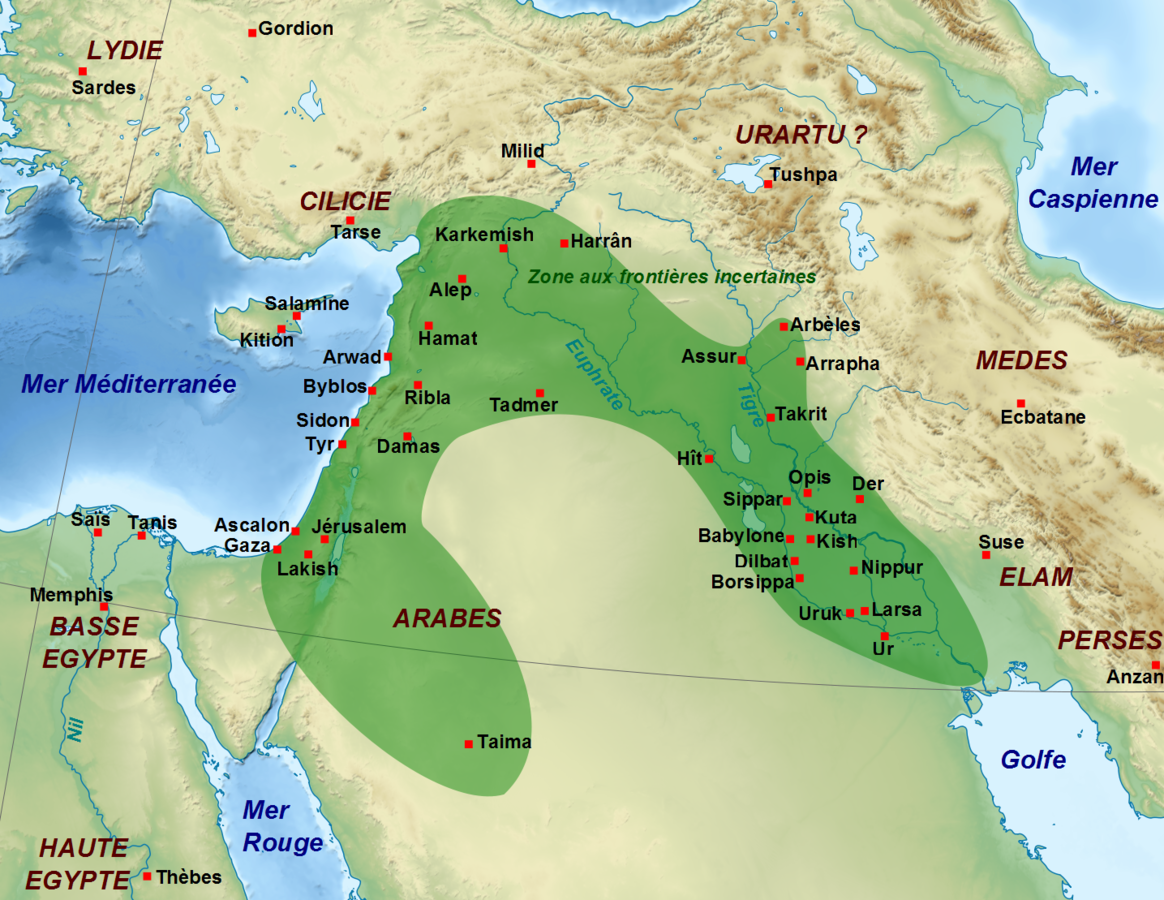 Gordion
LYDIE
Sardes
Milid
URARTU ?
Tushpa
Mer
Caspienne
CILICIE
Tarse
Karkemish
Harrân
Zone aux frontières incertaines
Alep
Salamine
Kition
Hamat
Arbèles
Arwad
Assur
Arrapha
MEDES
Mer Méditerranée
Byblos
Ribla
Euphrate
Tadmer
Tigre
Takrit
Ecbatane
Sidon
Tyr
Damas
Hît
Opis
Der
Sippar
Kuta
Saïs
Tanis
Ascalon
Jérusalem
Gaza
Lakish
Babylone
Kish
Suse
Dilbat
Nippur
Borsippa
ELAM
Memphis
BASSE
EGYPTE
ARABES
Uruk
Larsa
Ur
PERSES
Anzan
Nil
Taima
Golfe
Mer
Rouge
HAUTE
EGYPTE
Thèbes